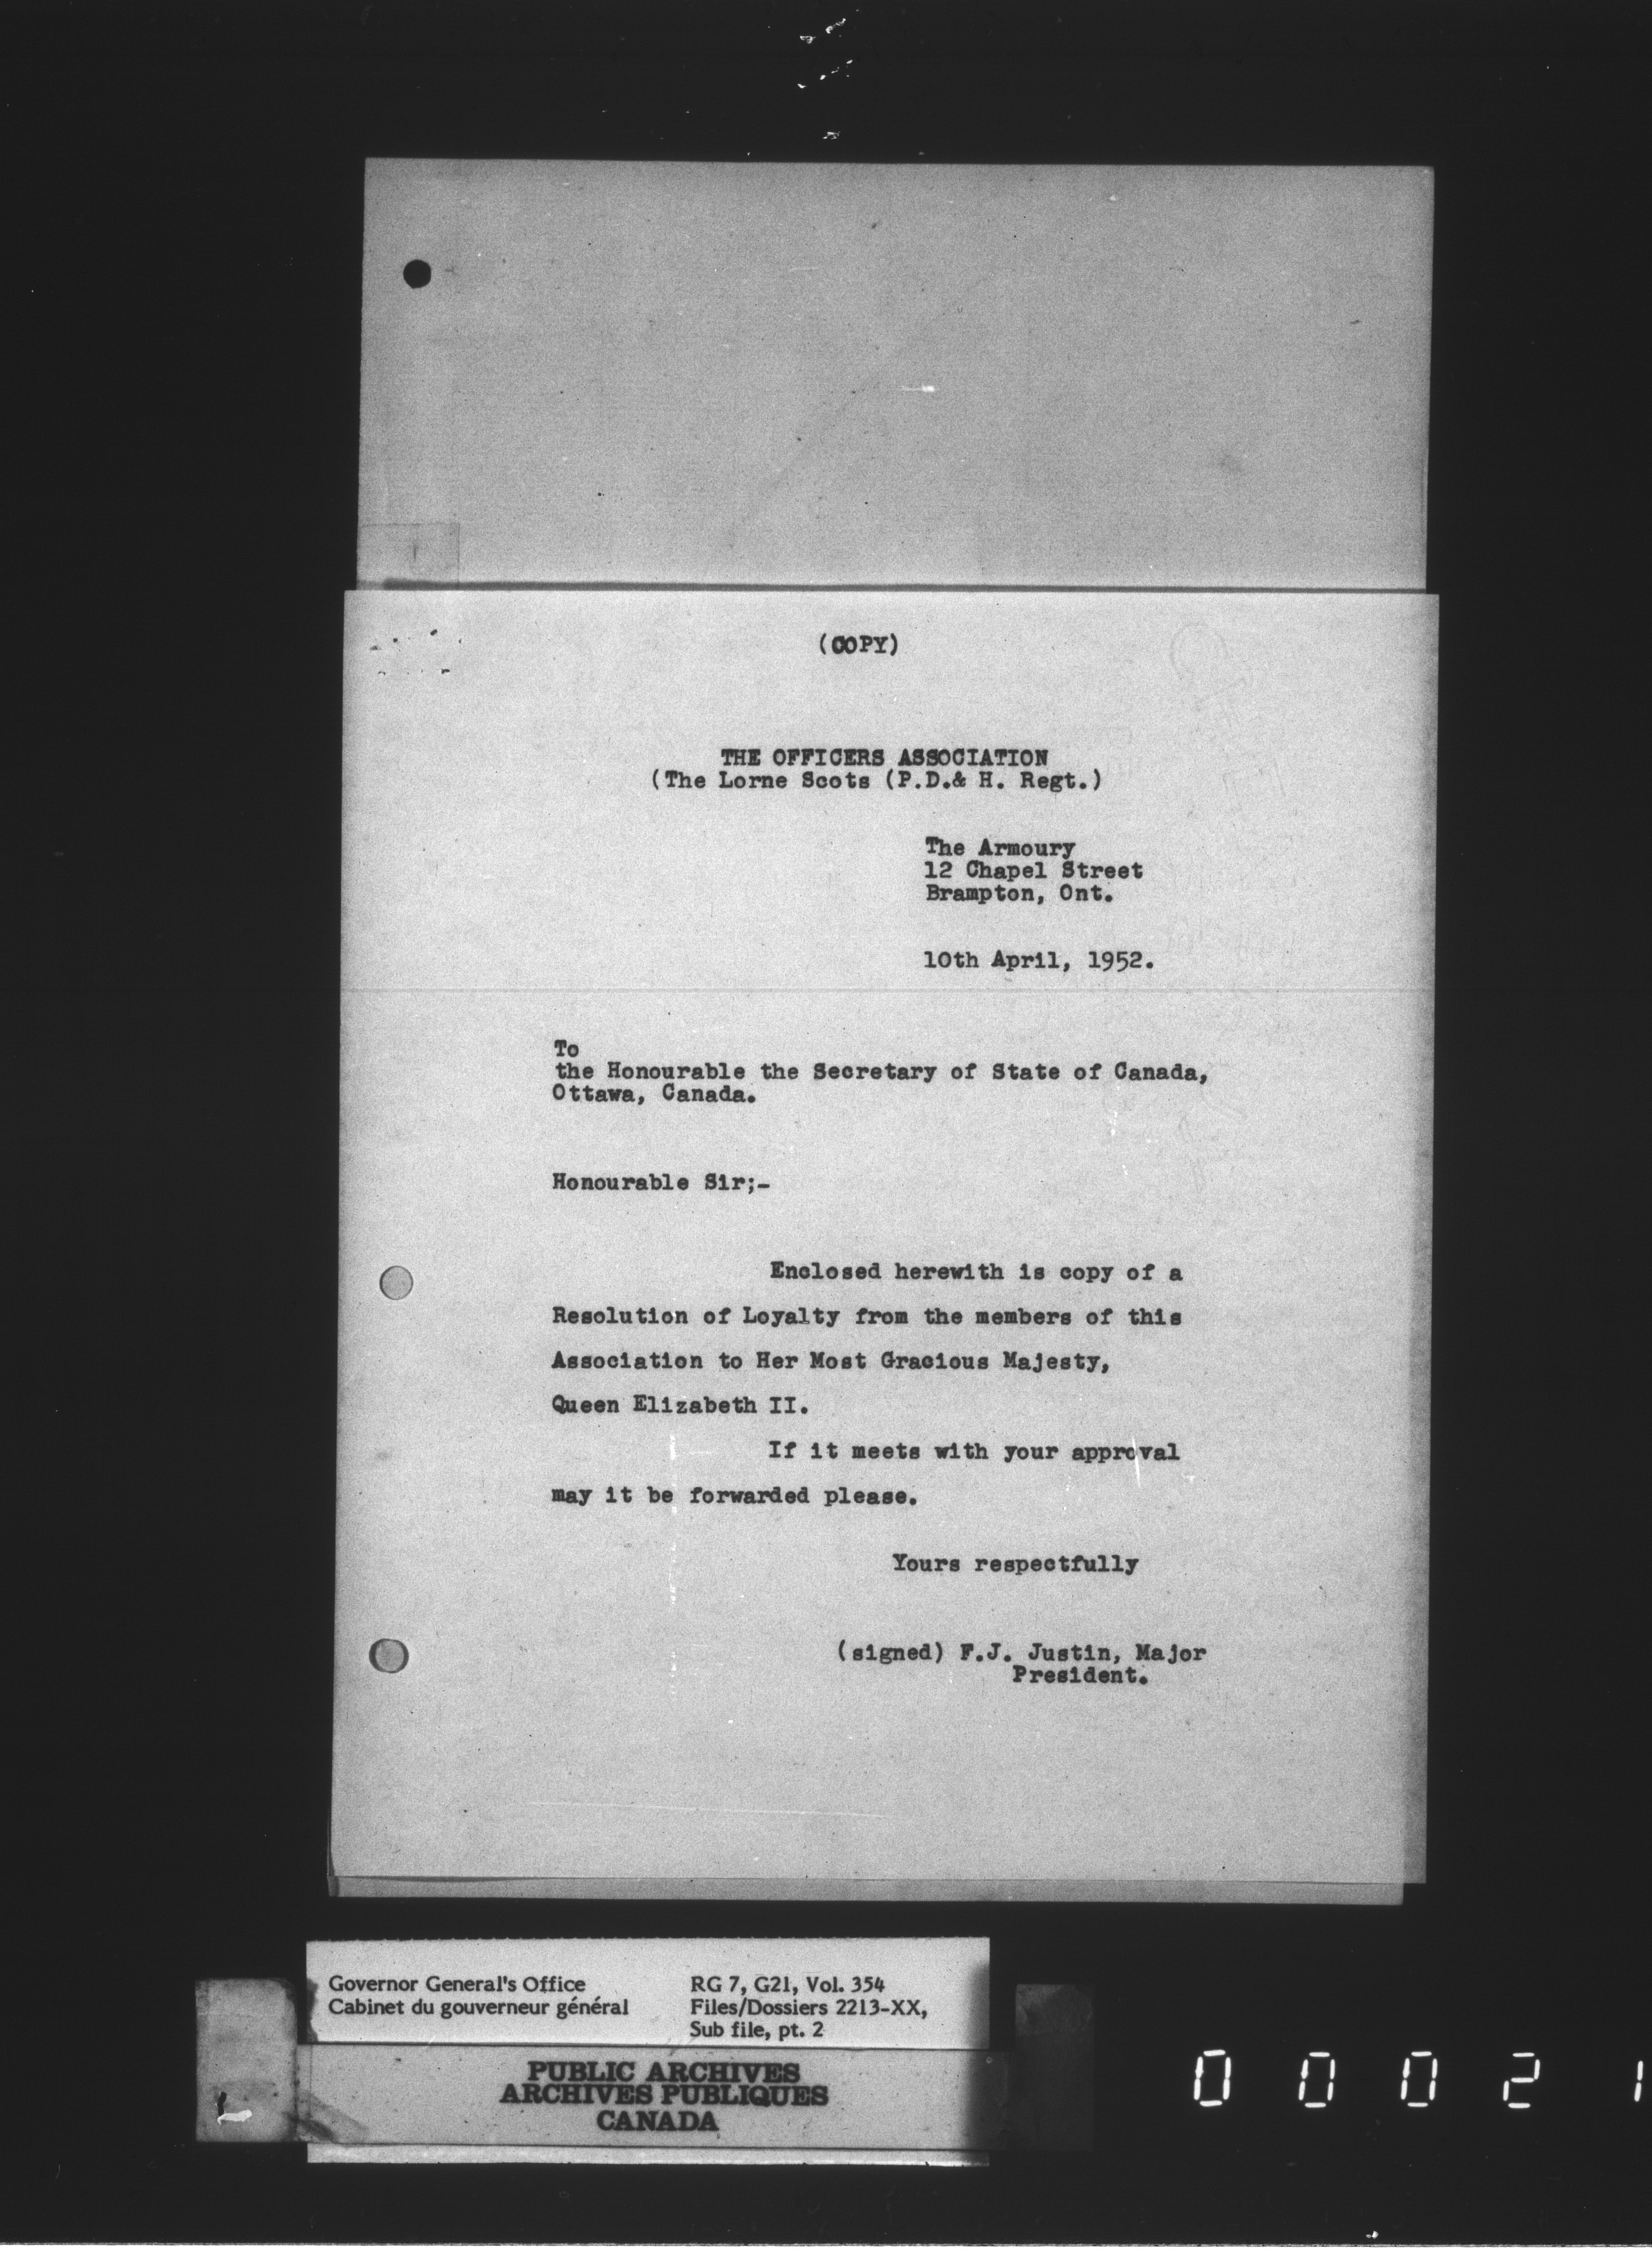 (COPY)
THE OFFICERS ASSOCIATION
(The Lorne Scots (P.D.& H. Regt.)
The Armoury
12 Chapel Street
Brampton, Ont.
10th April, 1952.
To
the Honourable the Secretary of State of Canada,
Ottawa, Canada.
Honourable Sir;-
Enclosed herewith is copy of a
Resolution of Loyalty from the members of this
Association to Her Most Gracious Majesty,
Queen Elizabeth II.
If it meets with your approval
may it be forwarded please.
Yours respectfully
(signed) F.J. Justin, Major
President.
Governor General's Office
Cabinet du gouverneur général
RG 7, G21, Vol. 354
Files/Dossiers 2213-XX,
Sub file, pt. 2
PUBLIC ARCHIVES
ARCHIVES PUBLIQUES
CANADA
0 0 0 2 1